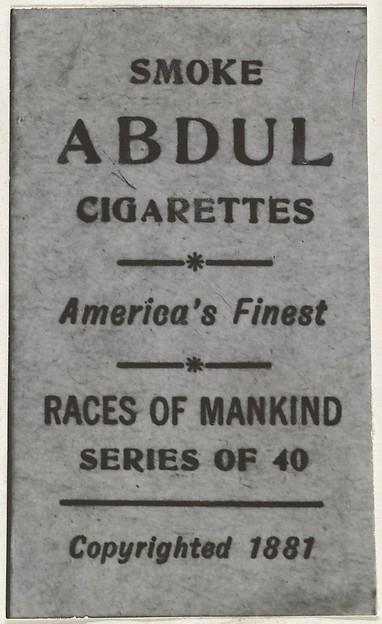 SMOKE
ABDUL
CIGARETTES
America's Finest
RACES OF MANKIND
SERIES OF 40
Copyrighted 1881